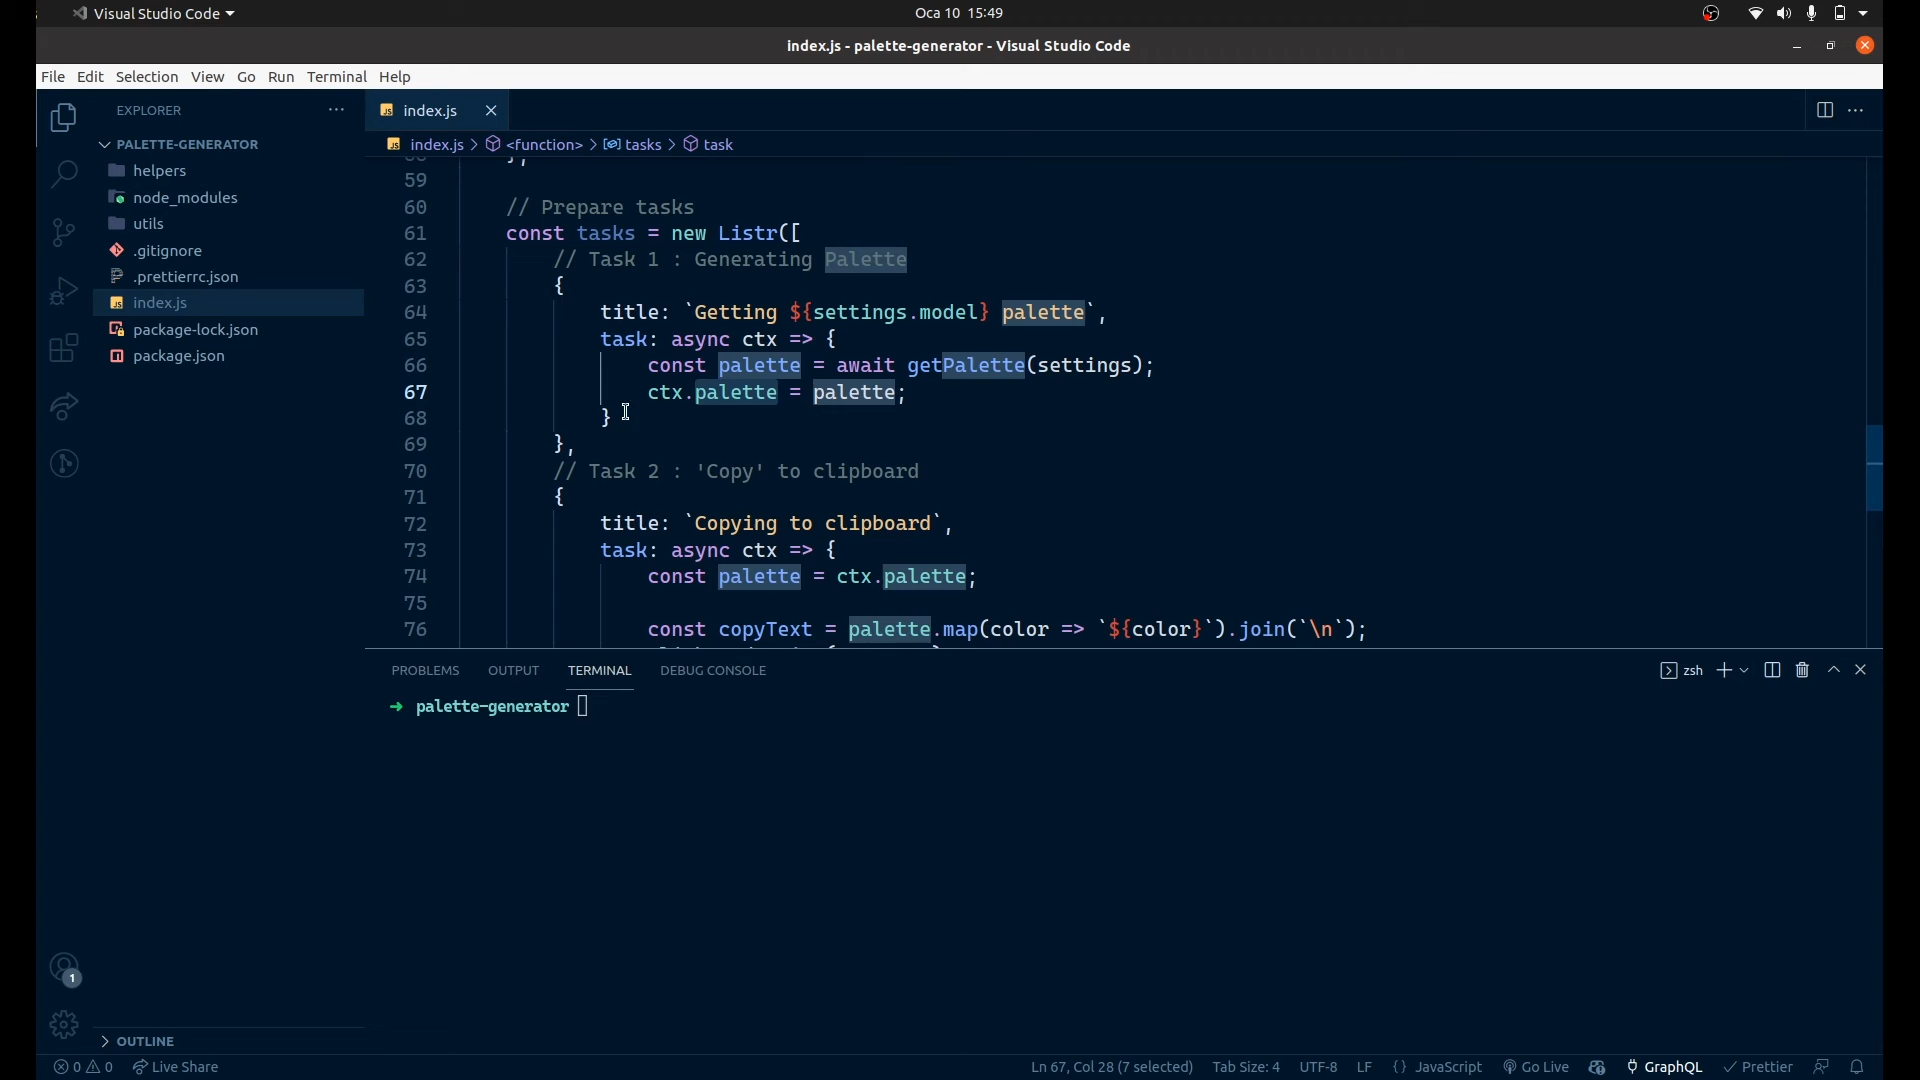 Visual Studio Code
Oca 10 15:49
index.js - palette-generator - Visual Studio Code
File Edit Selection View Go Run Terminal Help
EXPLORER
index.js
PALETTE-GENERATOR
index.js > <function> > tasks > task
helpers
node_modules
utils
.gitignore
.prettierrc.json
index.js
package-lock.json
package.json
59
60 // Prepare tasks
61 const tasks = new Listr([
62 // Task 1 : Generating Palette
63 {
64 title: `Getting ${settings.model} palette`,
65 task: async ctx => {
66 const palette = await getPalette(settings);
67 ctx.palette = palette;
68 }
69 },
70 // Task 2 : 'Copy' to clipboard
71 {
72 title: `Copying to clipboard`,
73 task: async ctx => {
74 const palette = ctx.palette;
75
76 const copyText = palette.map(color => `${color}`).join(`\n`);
PROBLEMS OUTPUT TERMINAL DEBUG CONSOLE
zsh
→ palette-generator
1
OUTLINE
0 0 Live Share
Ln 67, Col 28 (7 selected) Tab Size: 4 UTF-8 LF {} JavaScript Go Live GraphQL Prettier